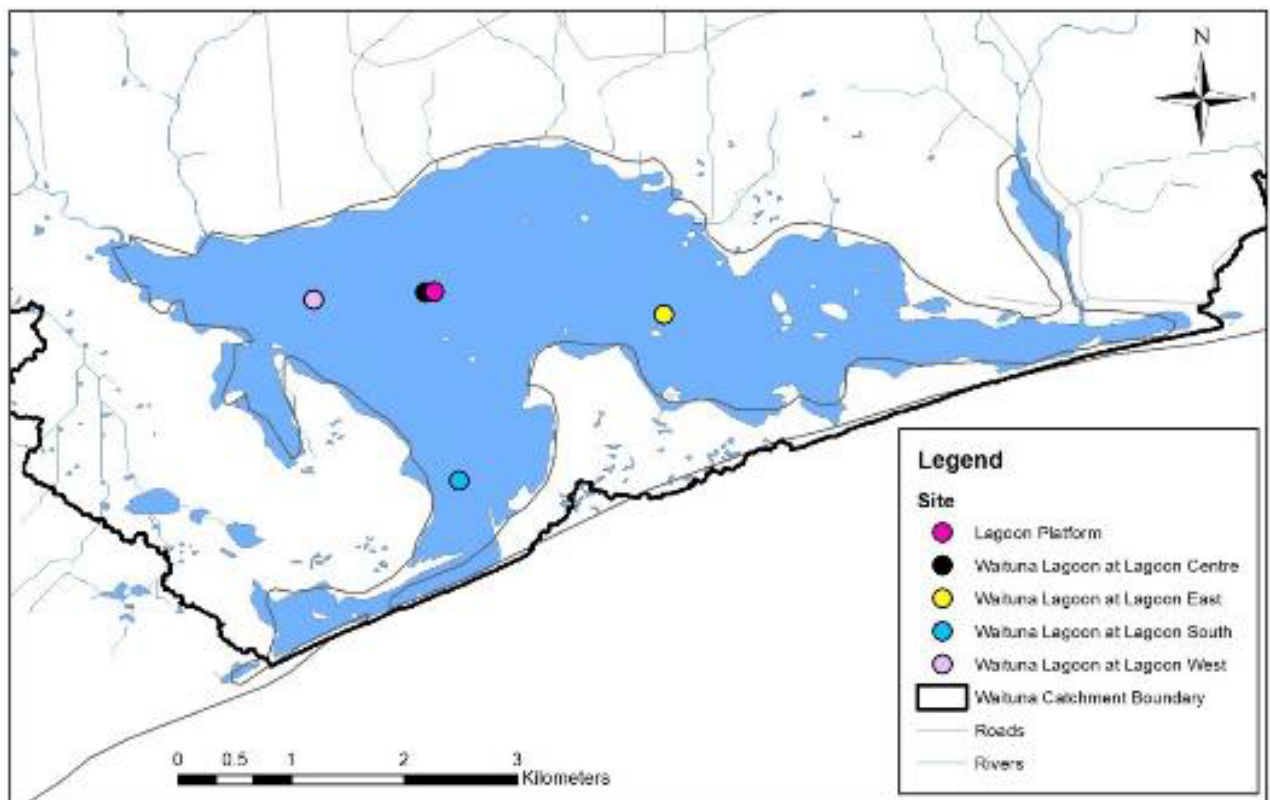 N
Legend
Site
Lagoon Platform
Waituna Lagoon at Lagoon Centre
Waituna Lagoon at Lagoon East
Waituna Lagoon at Lagoon South
Waituna Lagoon at Lagoon West
Waituna Catchment Boundary
Roads
Rivers
0 0.5 1 2 3
Kilometers